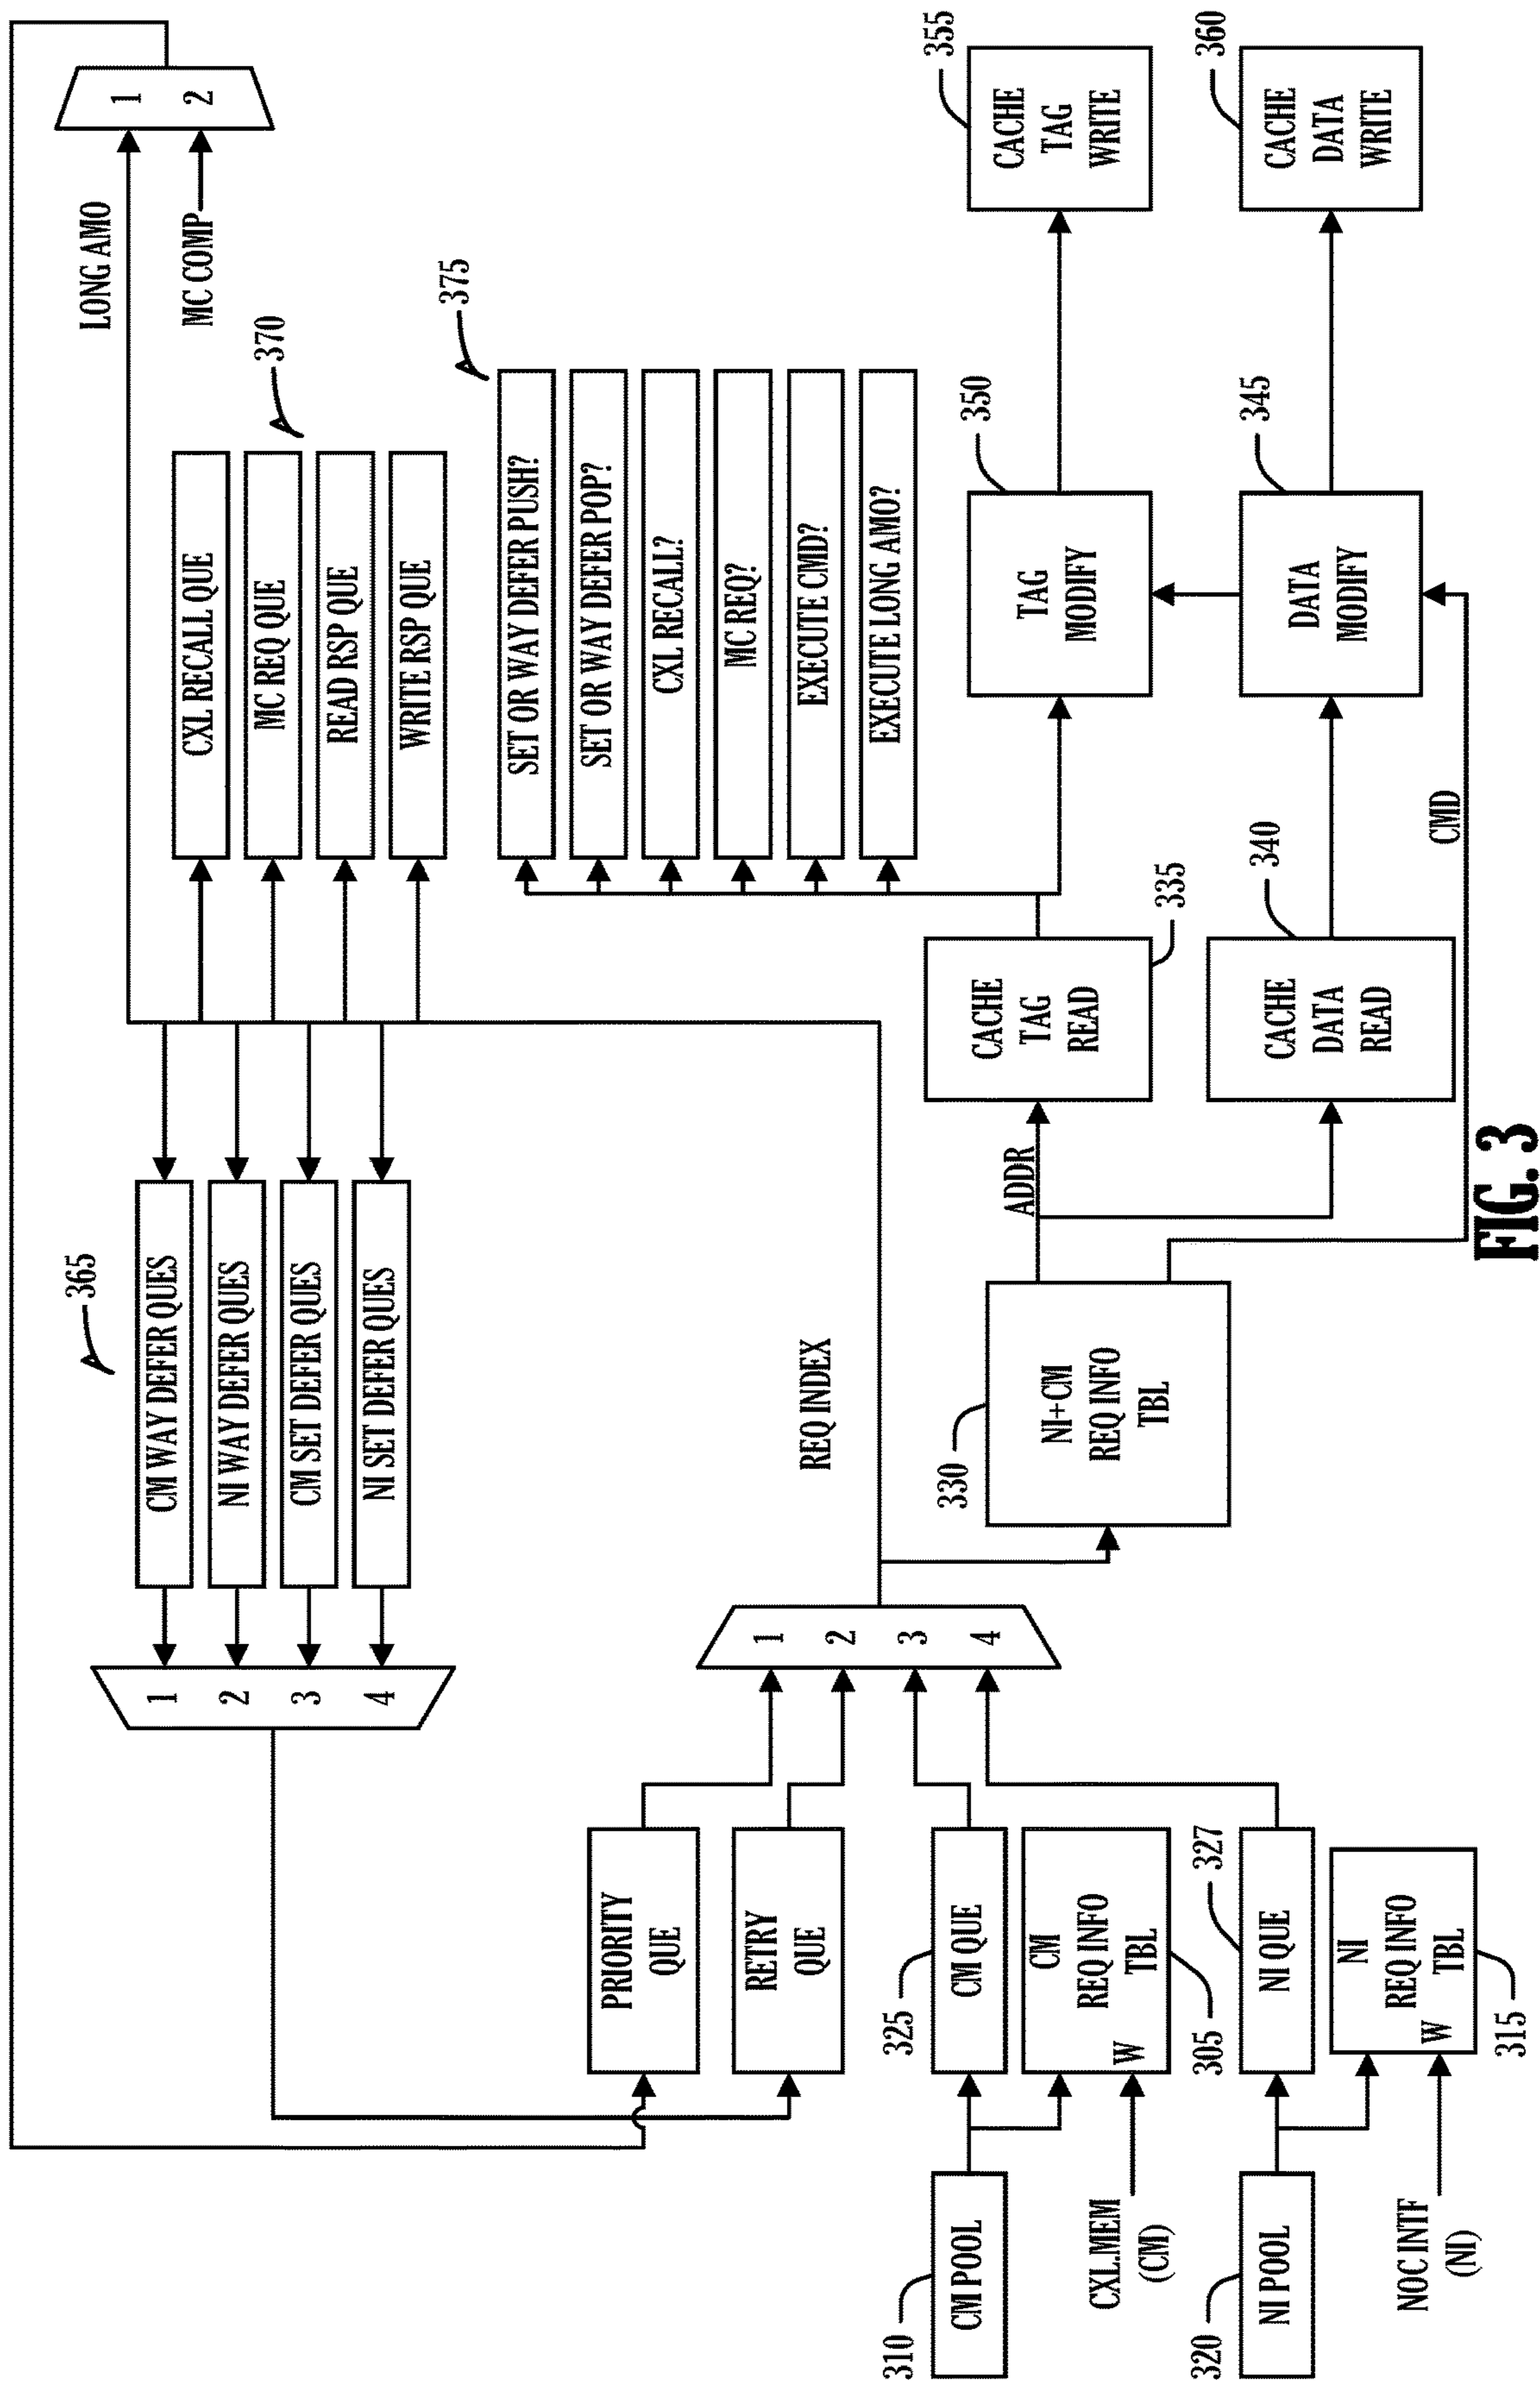 365
CM WAY DEFER QUES
NI WAY DEFER QUES
CM SET DEFER QUES
NI SET DEFER QUES
1
2
3
4
CXL RECALL QUE
MC REQ QUE
READ RSP QUE
WRITE RSP QUE
370
LONG AMO
MC COMP
1
2
375
SET OR WAY DEFER PUSH?
SET OR WAY DEFER POP?
CXL RECALL?
MC REQ?
EXECUTE CMD?
EXECUTE LONG AMO?
PRIORITY
QUE
RETRY
QUE
310
CM POOL
325
CM QUE
CM
REQ INFO
TBL
W
305
CXL.MEM
(CM)
320
NI POOL
327
NI QUE
NI
REQ INFO
TBL
W
315
NOC INTF
(NI)
1
2
3
4
REQ INDEX
330
NI+CM
REQ INFO
TBL
ADDR
CACHE
TAG
READ
335
340
CACHE
DATA
READ
CMD
350
TAG
MODIFY
345
DATA
MODIFY
355
CACHE
TAG
WRITE
360
CACHE
DATA
WRITE
FIG. 3